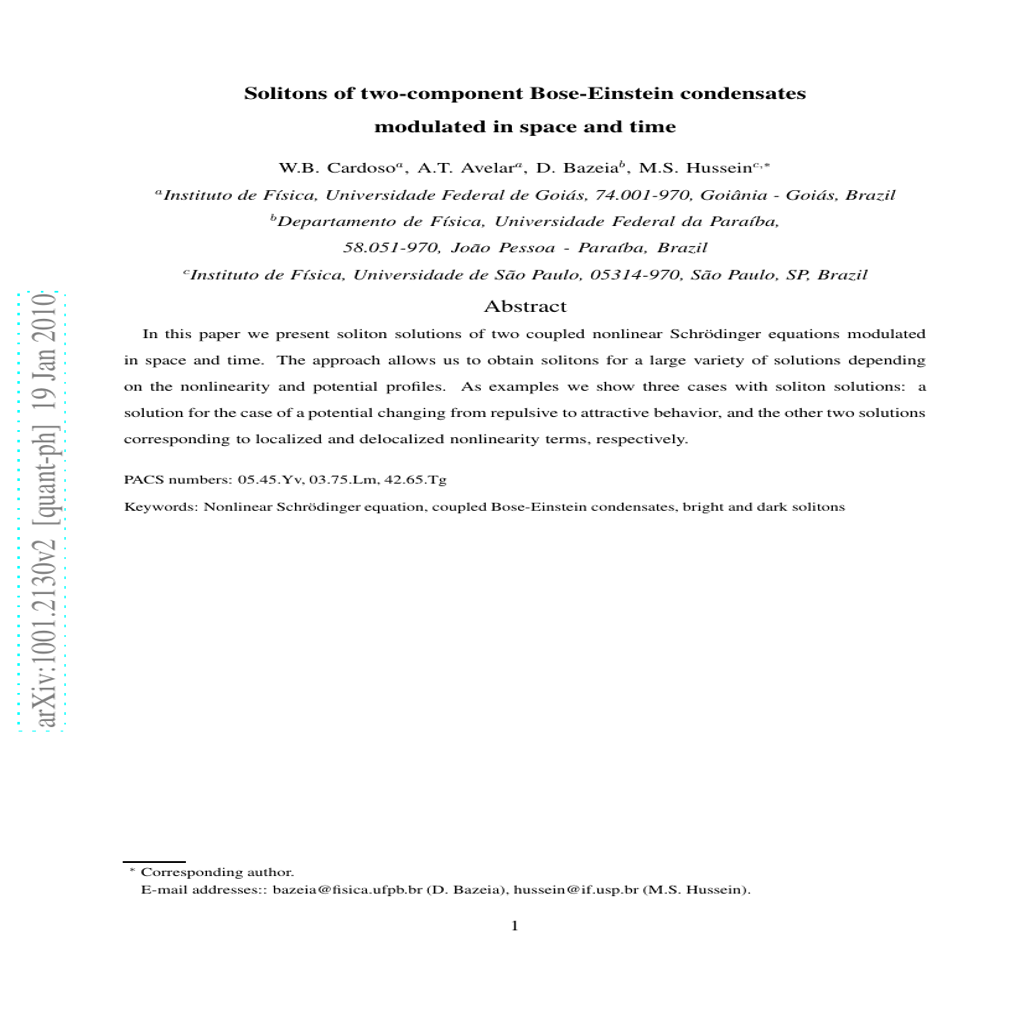 Solitons of two-component Bose-Einstein condensates
modulated in space and time
W.B. Cardosoᵃ, A.T. Avelarᵃ, D. Bazeiaᵇ, M.S. Husseinᶜ,*
ᵃInstituto de Física, Universidade Federal de Goiás, 74.001-970, Goiânia - Goiás, Brazil
ᵇDepartamento de Física, Universidade Federal da Paraíba,
58.051-970, João Pessoa - Paraíba, Brazil
ᶜInstituto de Física, Universidade de São Paulo, 05314-970, São Paulo, SP, Brazil
Abstract
In this paper we present soliton solutions of two coupled nonlinear Schrödinger equations modulated
in space and time. The approach allows us to obtain solitons for a large variety of solutions depending
on the nonlinearity and potential profiles. As examples we show three cases with soliton solutions: a
solution for the case of a potential changing from repulsive to attractive behavior, and the other two solutions
corresponding to localized and delocalized nonlinearity terms, respectively.
PACS numbers: 05.45.Yv, 03.75.Lm, 42.65.Tg
Keywords: Nonlinear Schrödinger equation, coupled Bose-Einstein condensates, bright and dark solitons
arXiv:1001.2130v2 [quant-ph] 19 Jan 2010
* Corresponding author.
E-mail addresses:: bazeia@fisica.ufpb.br (D. Bazeia), hussein@if.usp.br (M.S. Hussein).
1